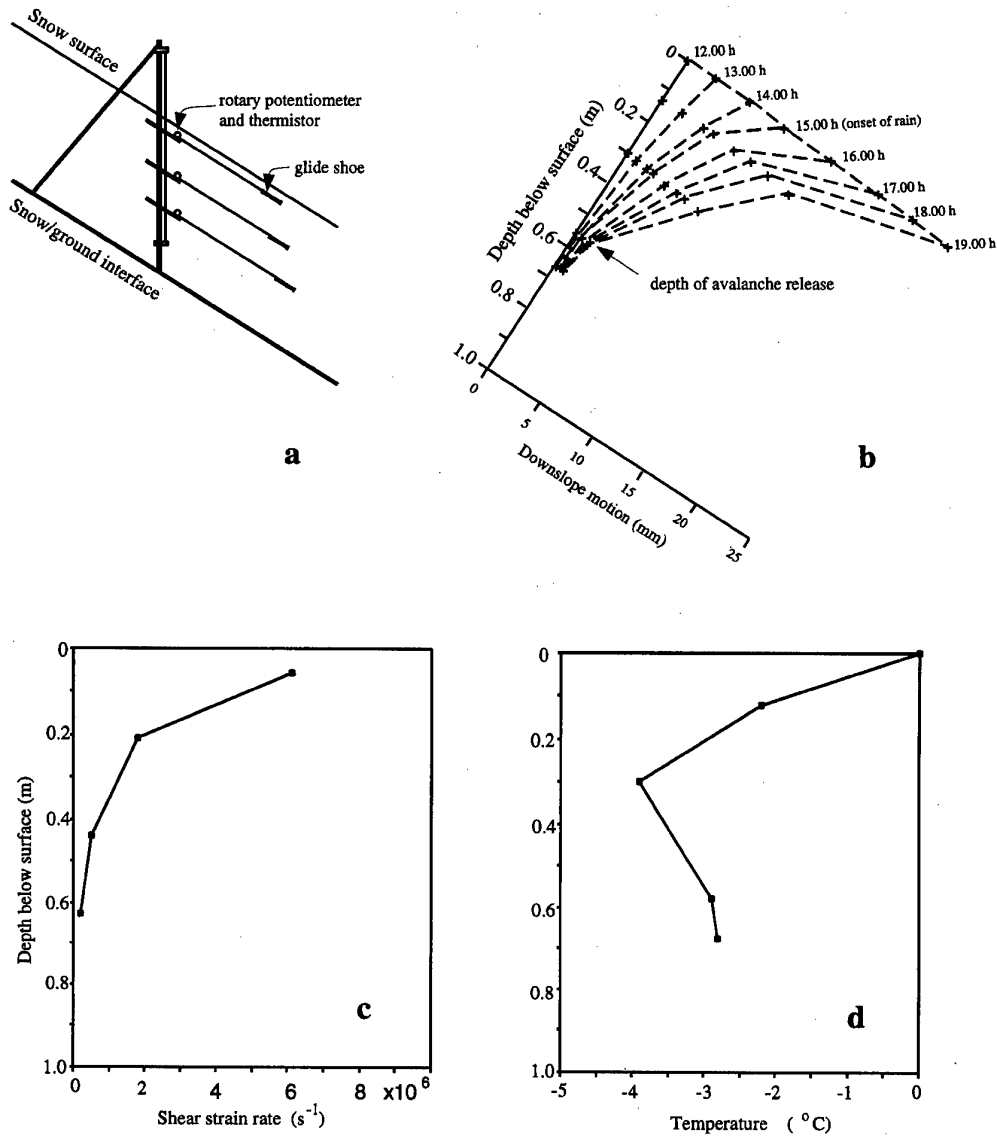 Snow surface
rotary potentiometer
and thermistor
glide shoe
Snow/ground interface
a
0
0.2
0.4
0.6
0.8
1.0
Depth below surface (m)
12.00 h
13.00 h
14.00 h
15.00 h (onset of rain)
16.00 h
17.00 h
18.00 h
19.00 h
depth of avalanche release
0
5
10
15
20
25
Downslope motion (mm)
b
0
0.2
0.4
0.6
0.8
1.0
Depth below surface (m)
0
2
4
6
8
x10⁶
Shear strain rate (s⁻¹)
c
0
0.2
0.4
0.6
0.8
1.0
-5
-4
-3
-2
-1
0
Temperature ( °C)
d